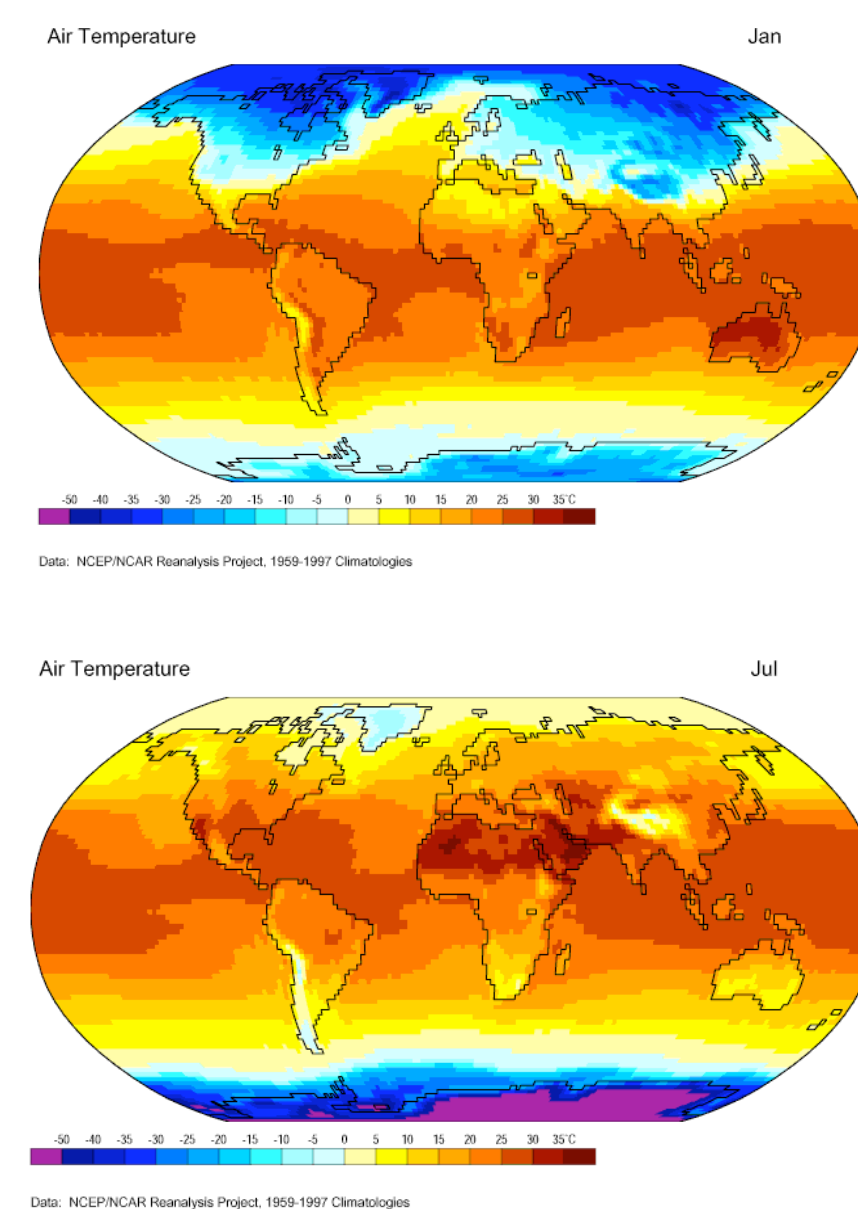 Air Temperature Jan
-50 -40 -35 -30 -25 -20 -15 -10 -5 0 5 10 15 20 25 30 35°C
Data: NCEP/NCAR Reanalysis Project, 1959-1997 Climatologies
Air Temperature Jul
-50 -40 -35 -30 -25 -20 -15 -10 -5 0 5 10 15 20 25 30 35°C
Data: NCEP/NCAR Reanalysis Project, 1959-1997 Climatologies